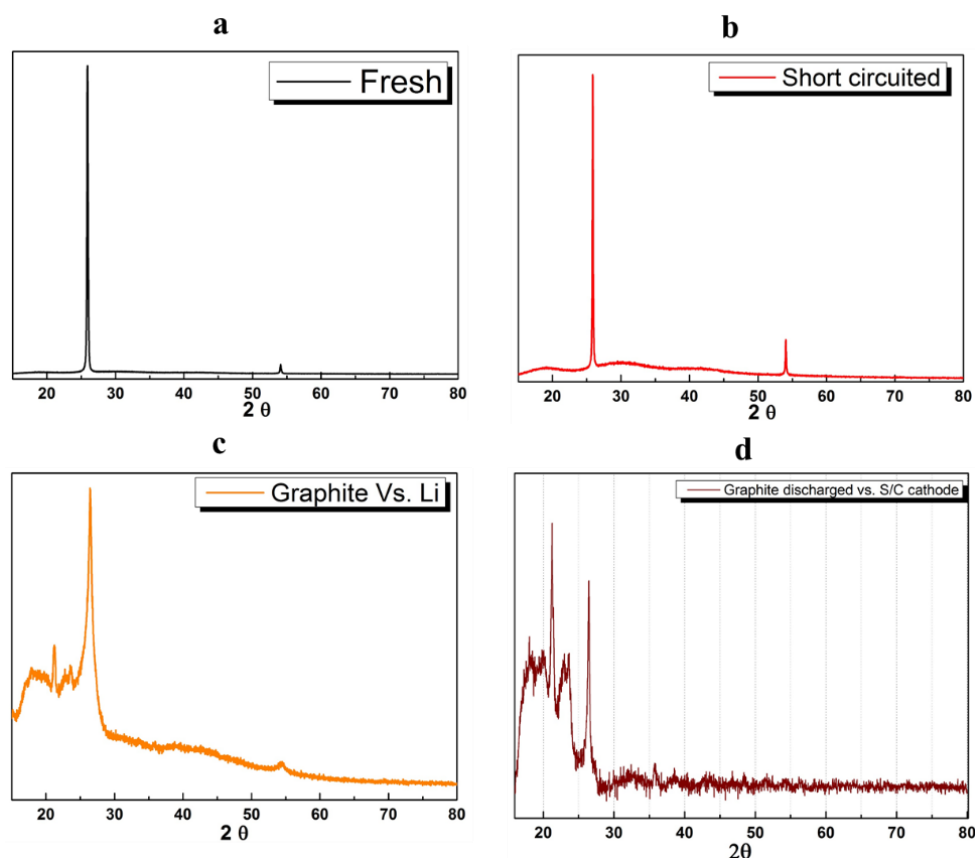 a
b
Fresh
Short circuited
20 30 40 50 60 70 80
2 θ
20 30 40 50 60 70 80
2 θ
c
d
Graphite Vs. Li
Graphite discharged vs. S/C cathode
20 30 40 50 60 70 80
2 θ
20 30 40 50 60 70 80
2θ